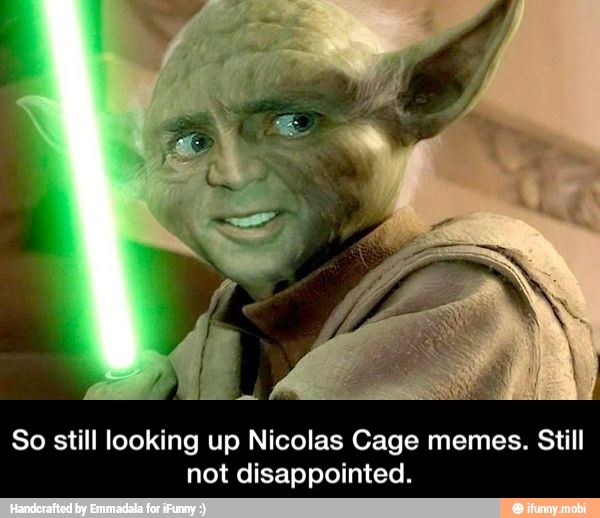 So still looking up Nicolas Cage memes. Still
not disappointed.
Handcrafted by Emmadala for iFunny :)
ifunny.mobi